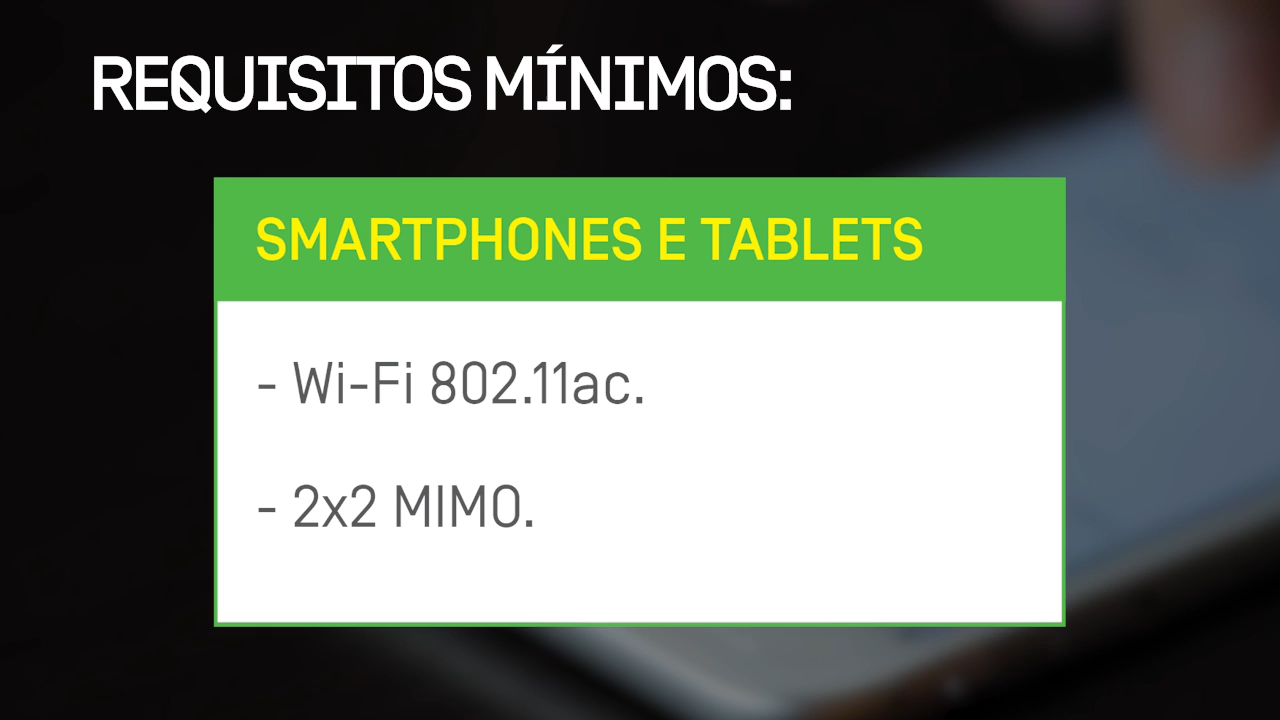 REQUISITOS MÍNIMOS:
SMARTPHONES E TABLETS
- Wi-Fi 802.11ac.
- 2x2 MIMO.